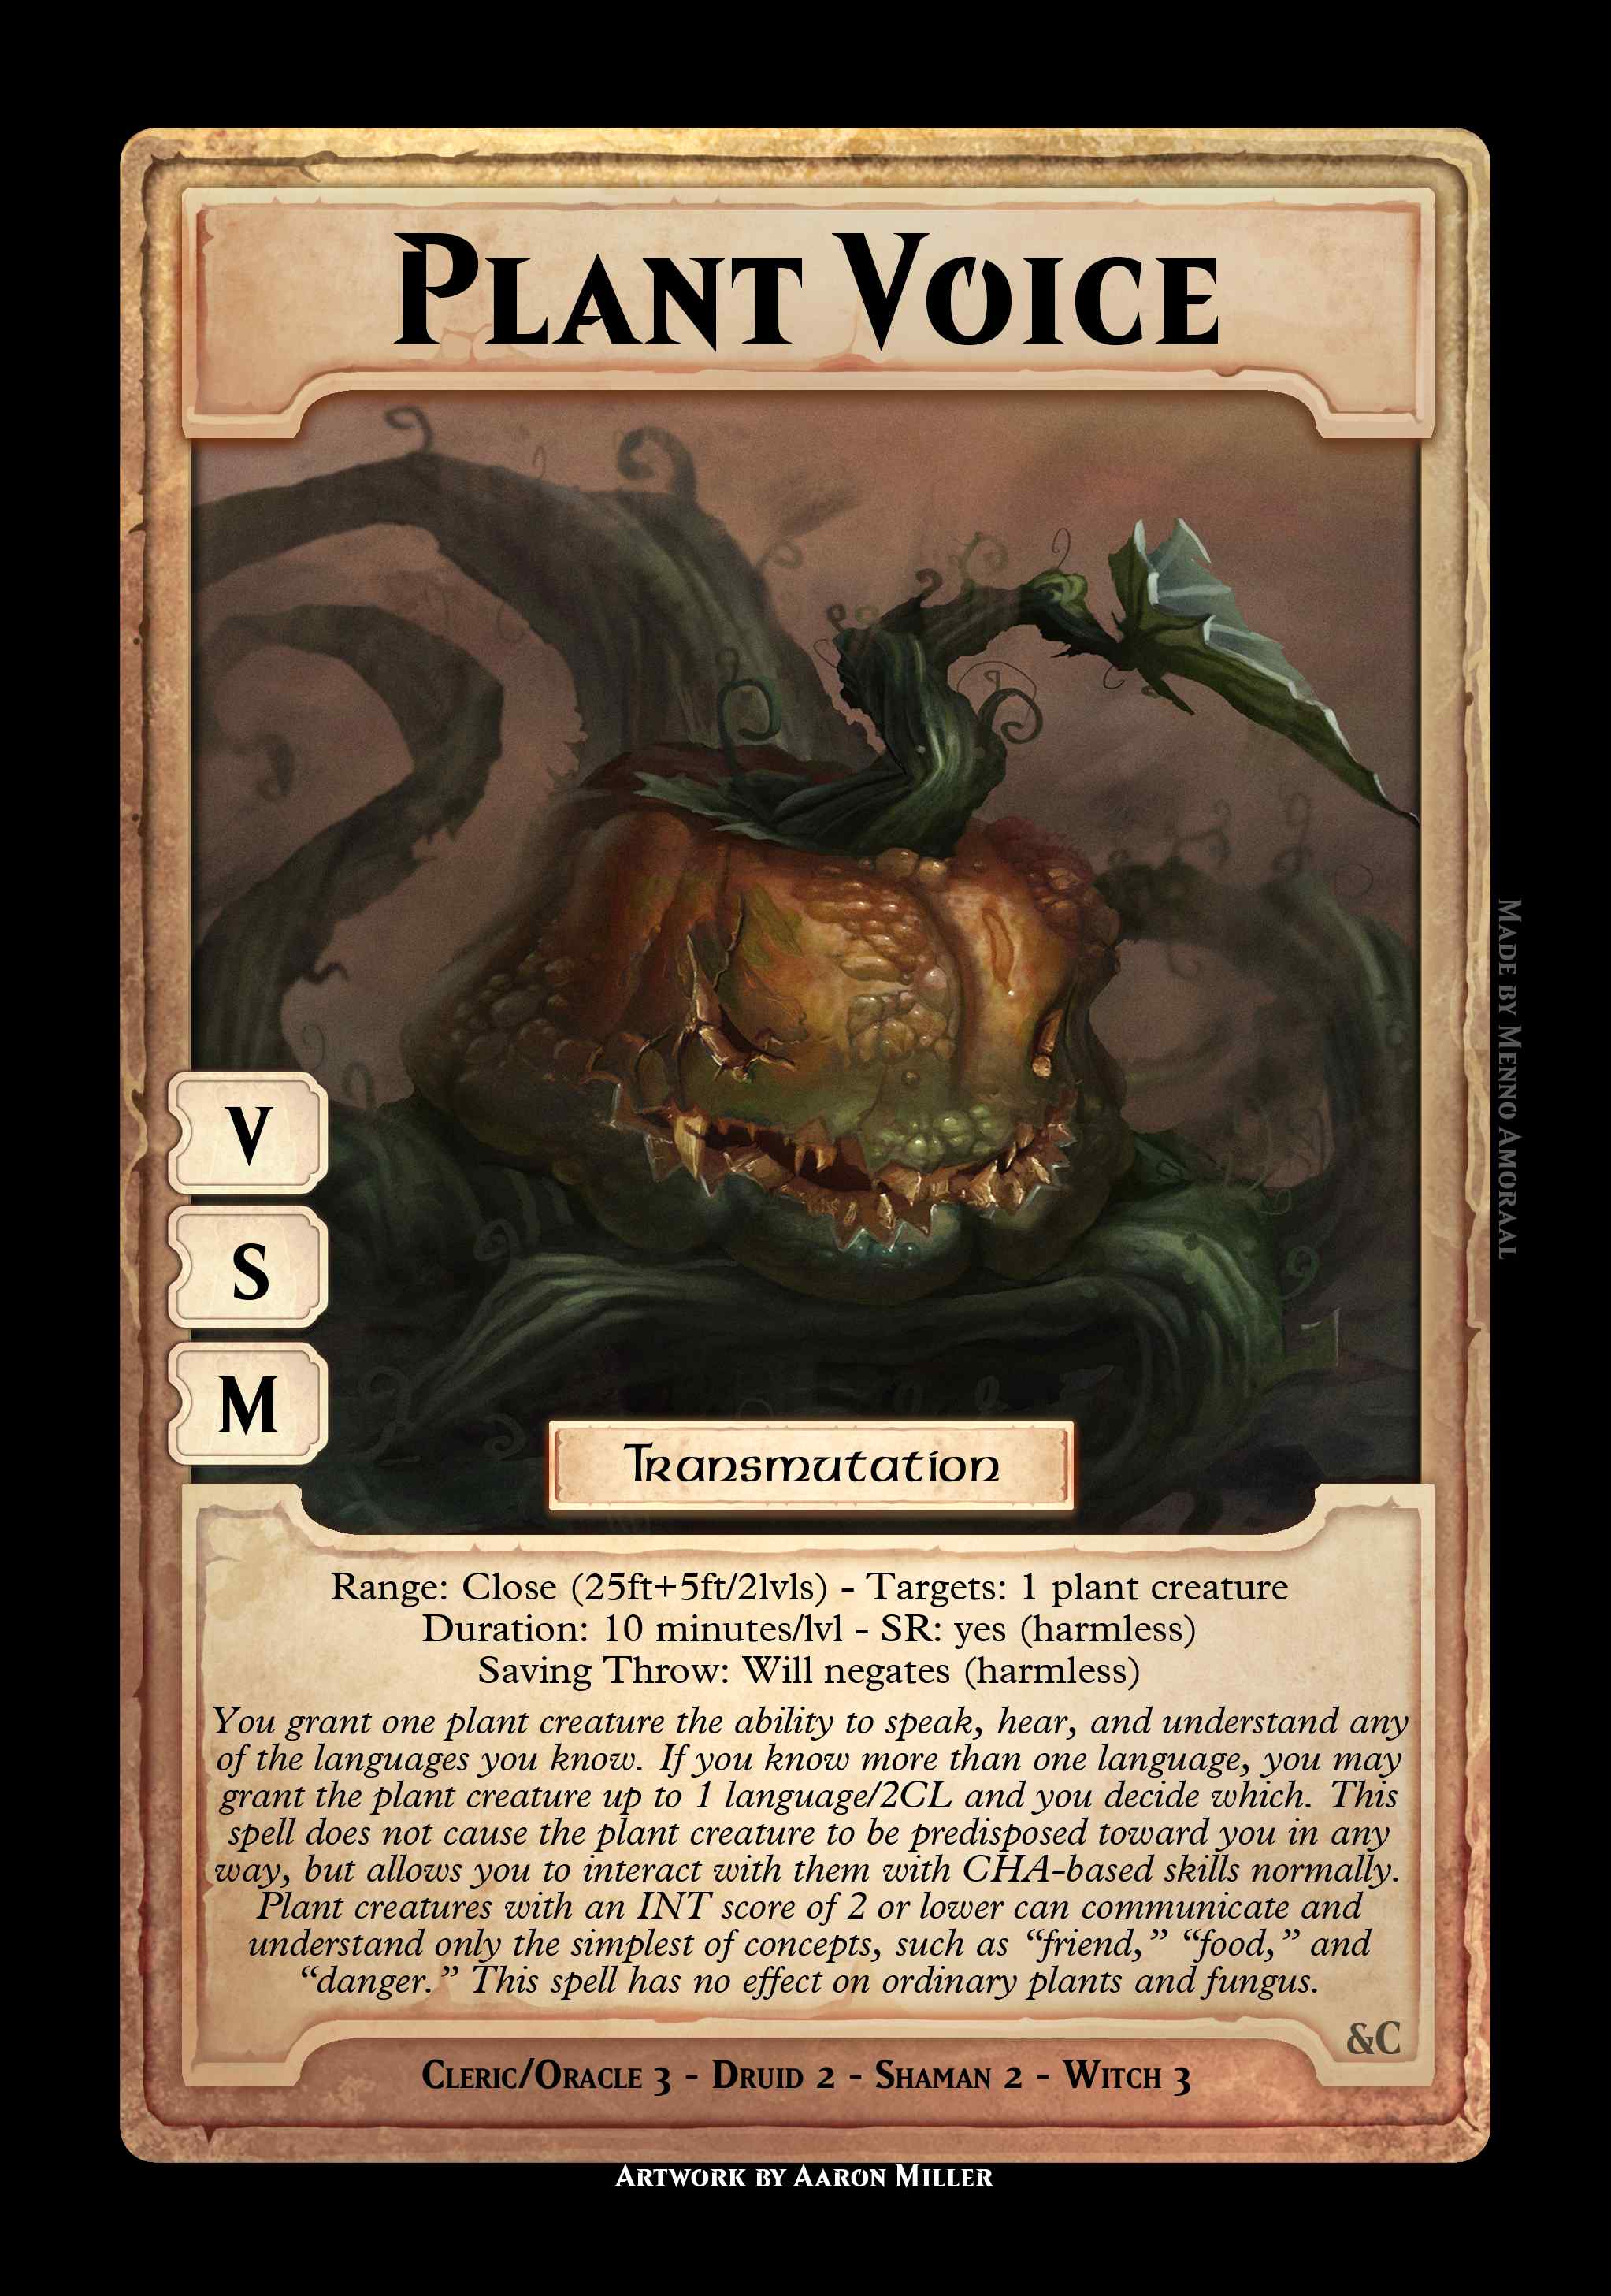 Plant Voice
V
S
M
Transmutation
Range: Close (25ft+5ft/2lvls) - Targets: 1 plant creature
Duration: 10 minutes/lvl - SR: yes (harmless)
Saving Throw: Will negates (harmless)
You grant one plant creature the ability to speak, hear, and understand any
of the languages you know. If you know more than one language, you may
grant the plant creature up to 1 language/2CL and you decide which. This
spell does not cause the plant creature to be predisposed toward you in any
way, but allows you to interact with them with CHA-based skills normally.
Plant creatures with an INT score of 2 or lower can communicate and
understand only the simplest of concepts, such as “friend,” “food,” and
“danger.” This spell has no effect on ordinary plants and fungus.
&C
Cleric/Oracle 3 - Druid 2 - Shaman 2 - Witch 3
Artwork by Aaron Miller
Made by Menno Amoraal